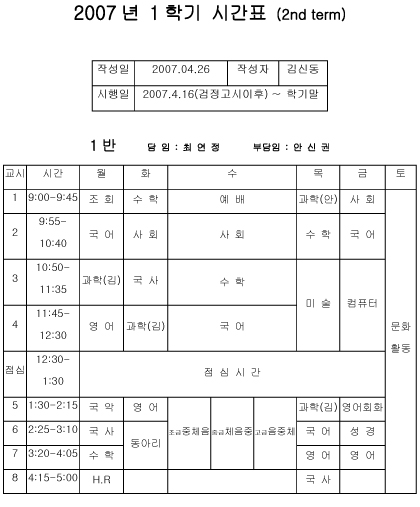 2007년 1학기 시간표 (2nd term)
작성일 2007.04.26 작성자 김신동
시행일 2007.4.16(검정고시이후) ~ 학기말
1반 담 임 : 최 연 정 부담임 : 안 신 권
교시 시간 월 화 수 목 금 토
1 9:00-9:45 조 회 수 학 예 배 과학(안) 사 회
2 9:55-10:40 국 어 사 회 사 회 수 학 국 어
3 10:50-11:35 과학(김) 국 사 수 학 미 술 컴퓨터
4 11:45-12:30 영 어 과학(김) 국 어
문화활동
점심 12:30-1:30 점 심 시 간
5 1:30-2:15 국 악 영 어 초급중체음 중급체음중 고급음중체 과학(김) 영어회화
6 2:25-3:10 국 사 동아리 국 어 성 경
7 3:20-4:05 수 학 영 어 영 어
8 4:15-5:00 H.R 국 사